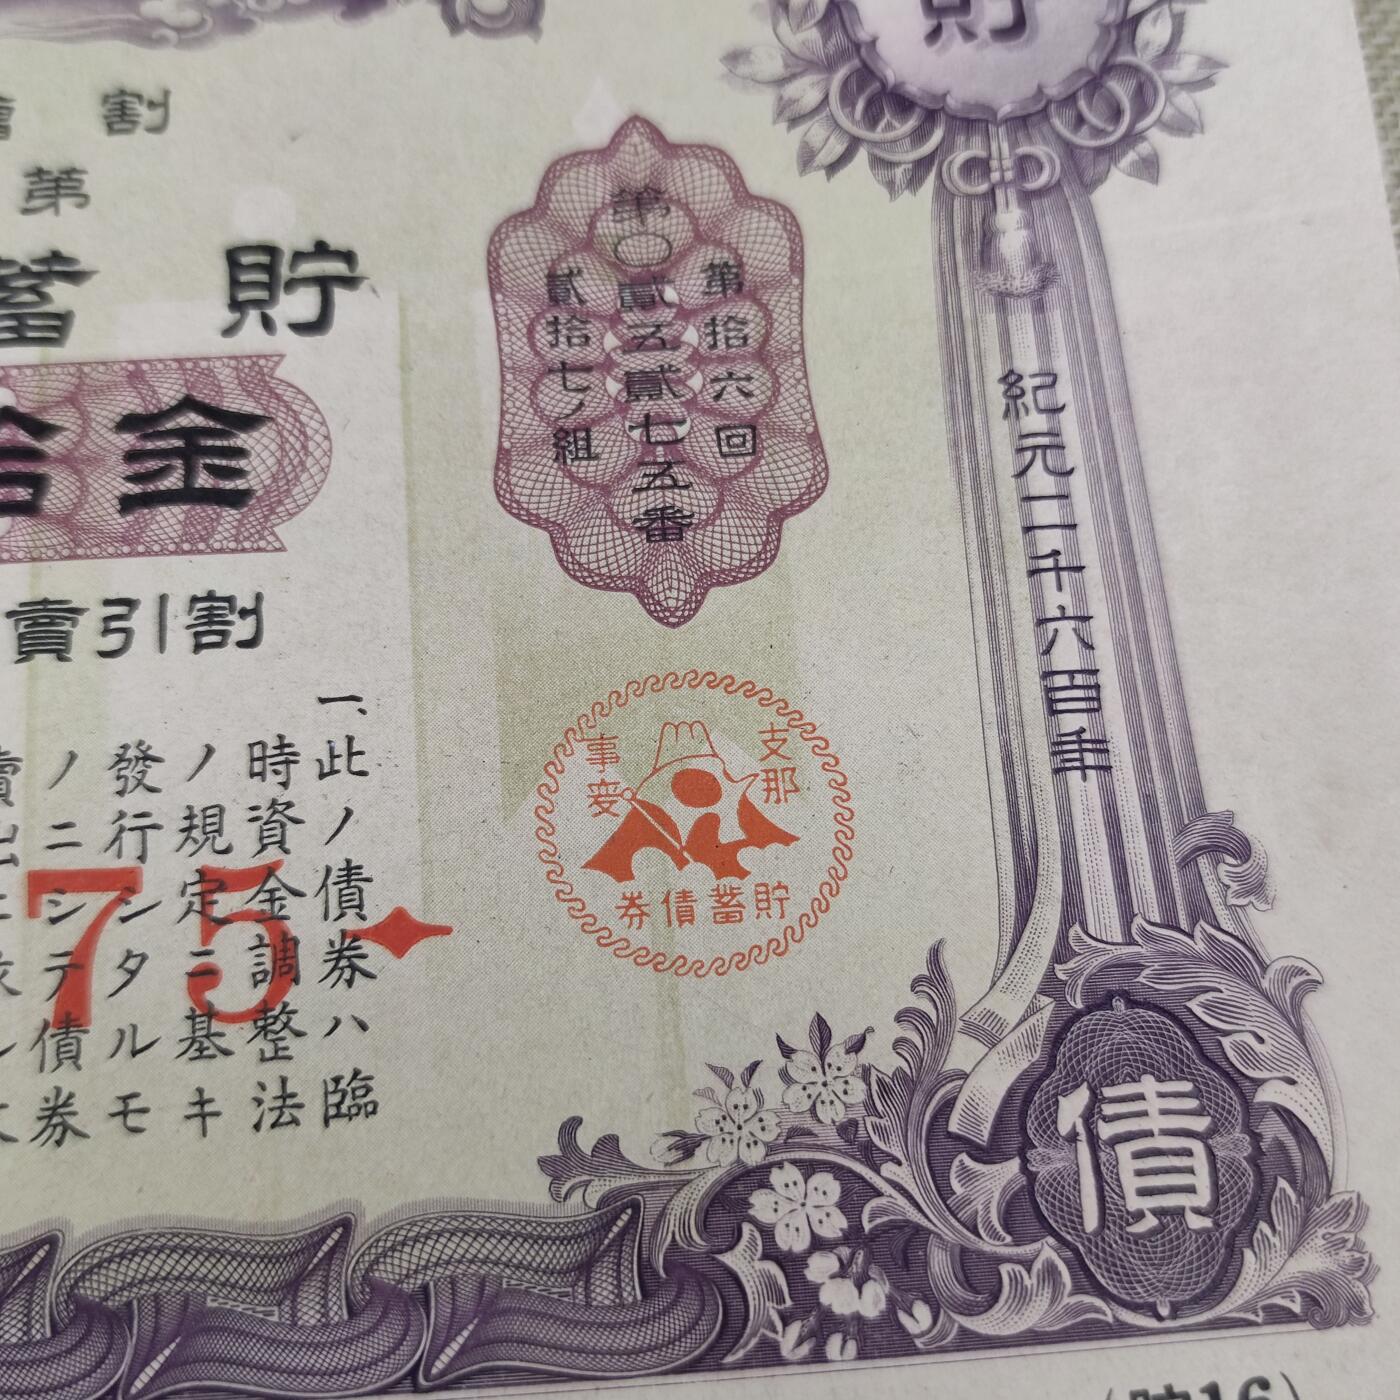 貯
割
第
貯蓄
金拾
割引賣
第拾六回
第〇貳五貳七五番
貳拾七ノ組
紀元二千六百年
支那
事変
貯蓄債券
75
一、此ノ債券ハ臨
時資金調整法
ノ規定ニ基キ
發行シタルモ
ノニシテ債券
債